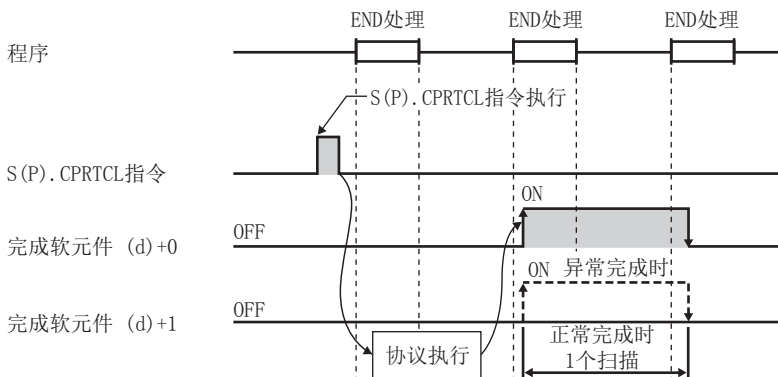 END处理 END处理 END处理
程序
S(P).CPRTCL指令执行
S(P).CPRTCL指令
ON
OFF
完成软元件 (d)+0
ON 异常完成时
OFF
完成软元件 (d)+1
正常完成时
协议执行
1个扫描